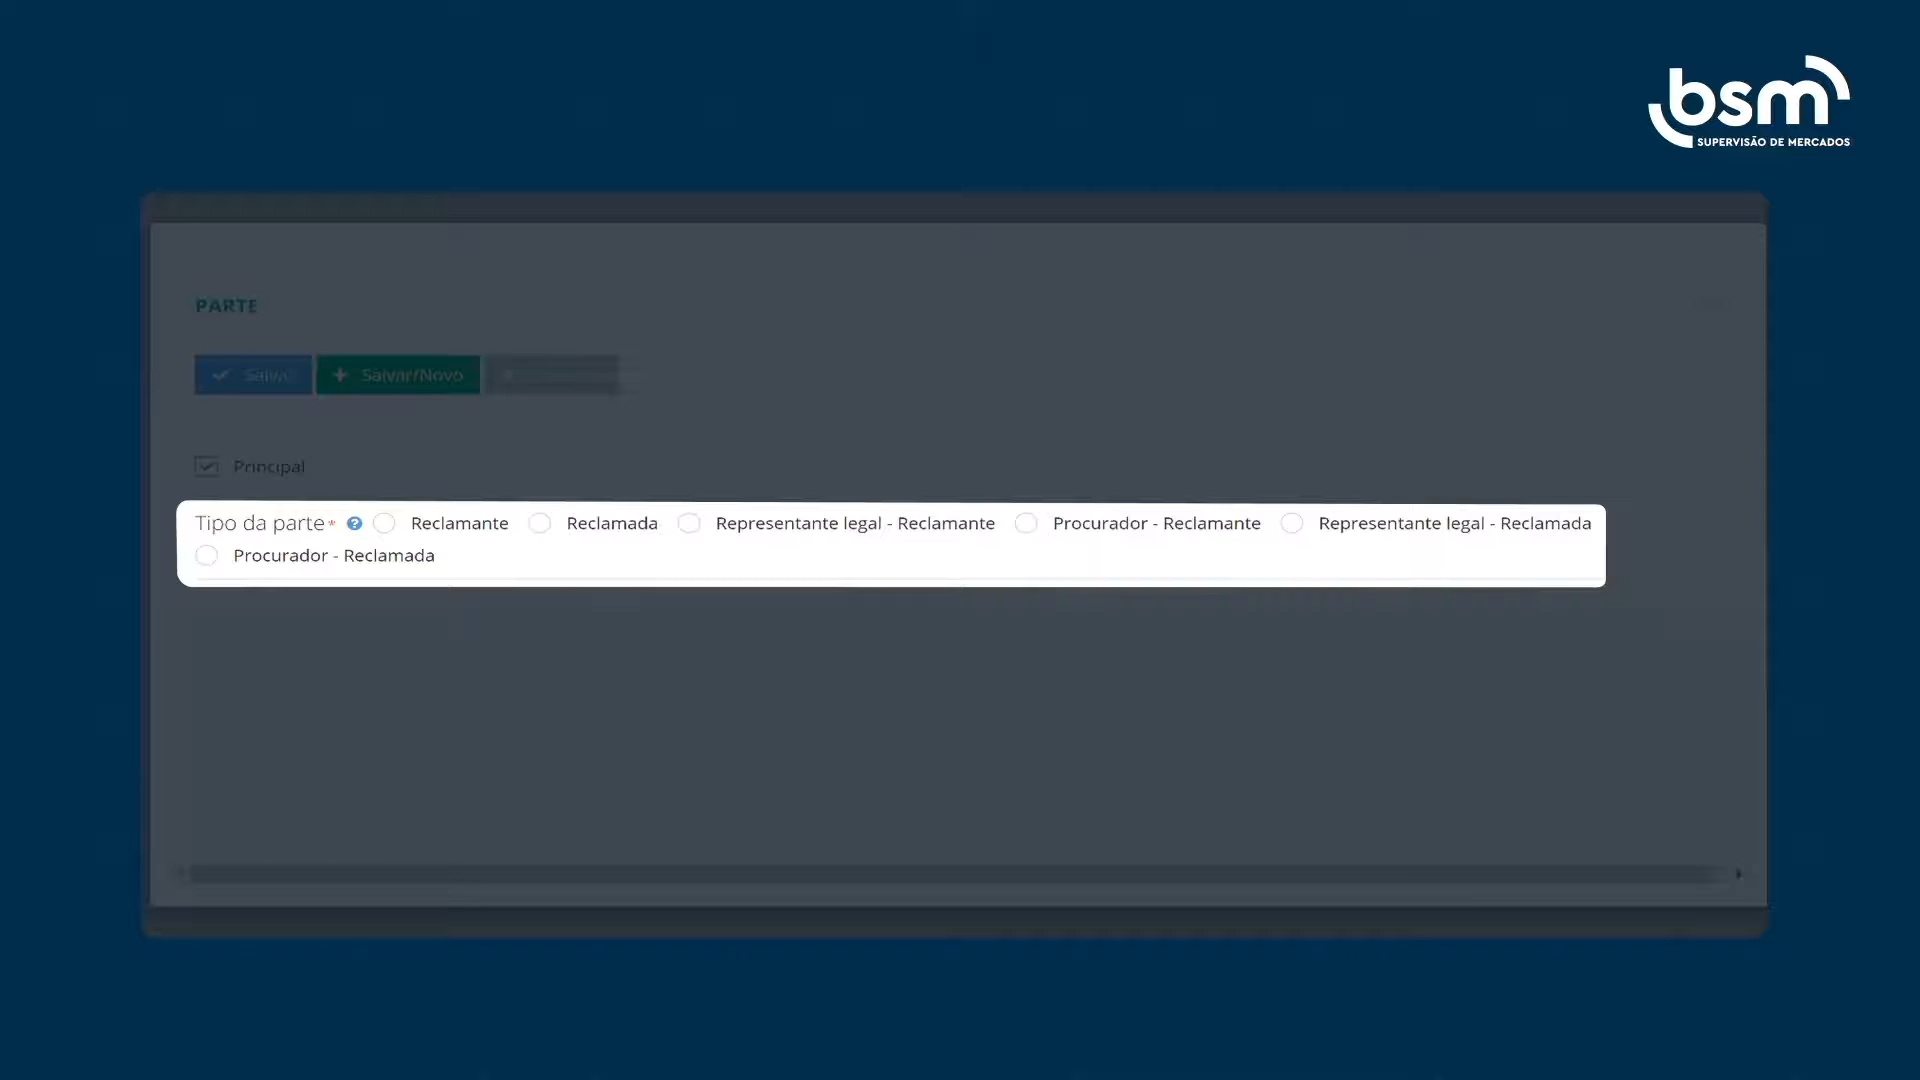 bsm
SUPERVISÃO DE MERCADOS
PARTE
Salvar Salvar/Novo
Principal
Tipo da parte* ? Reclamante Reclamada Representante legal - Reclamante Procurador - Reclamante Representante legal - Reclamada
Procurador - Reclamada